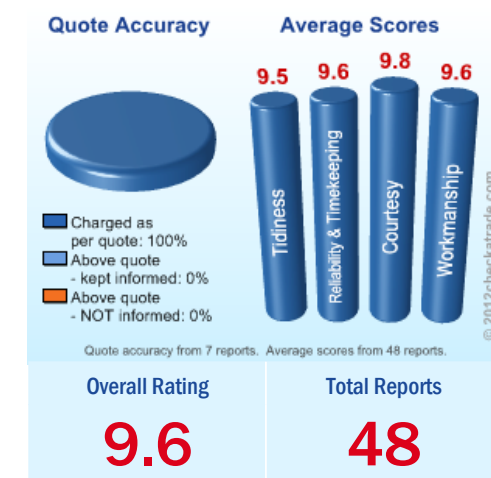 Quote Accuracy
Average Scores
9.5
9.6
9.8
9.6
Tidiness
Reliability & Timekeeping
Courtesy
Workmanship
Charged as
per quote: 100%
Above quote
- kept informed: 0%
Above quote
- NOT informed: 0%
© 2012checkatrade.com
Quote accuracy from 7 reports. Average scores from 48 reports.
Overall Rating
Total Reports
9.6
48